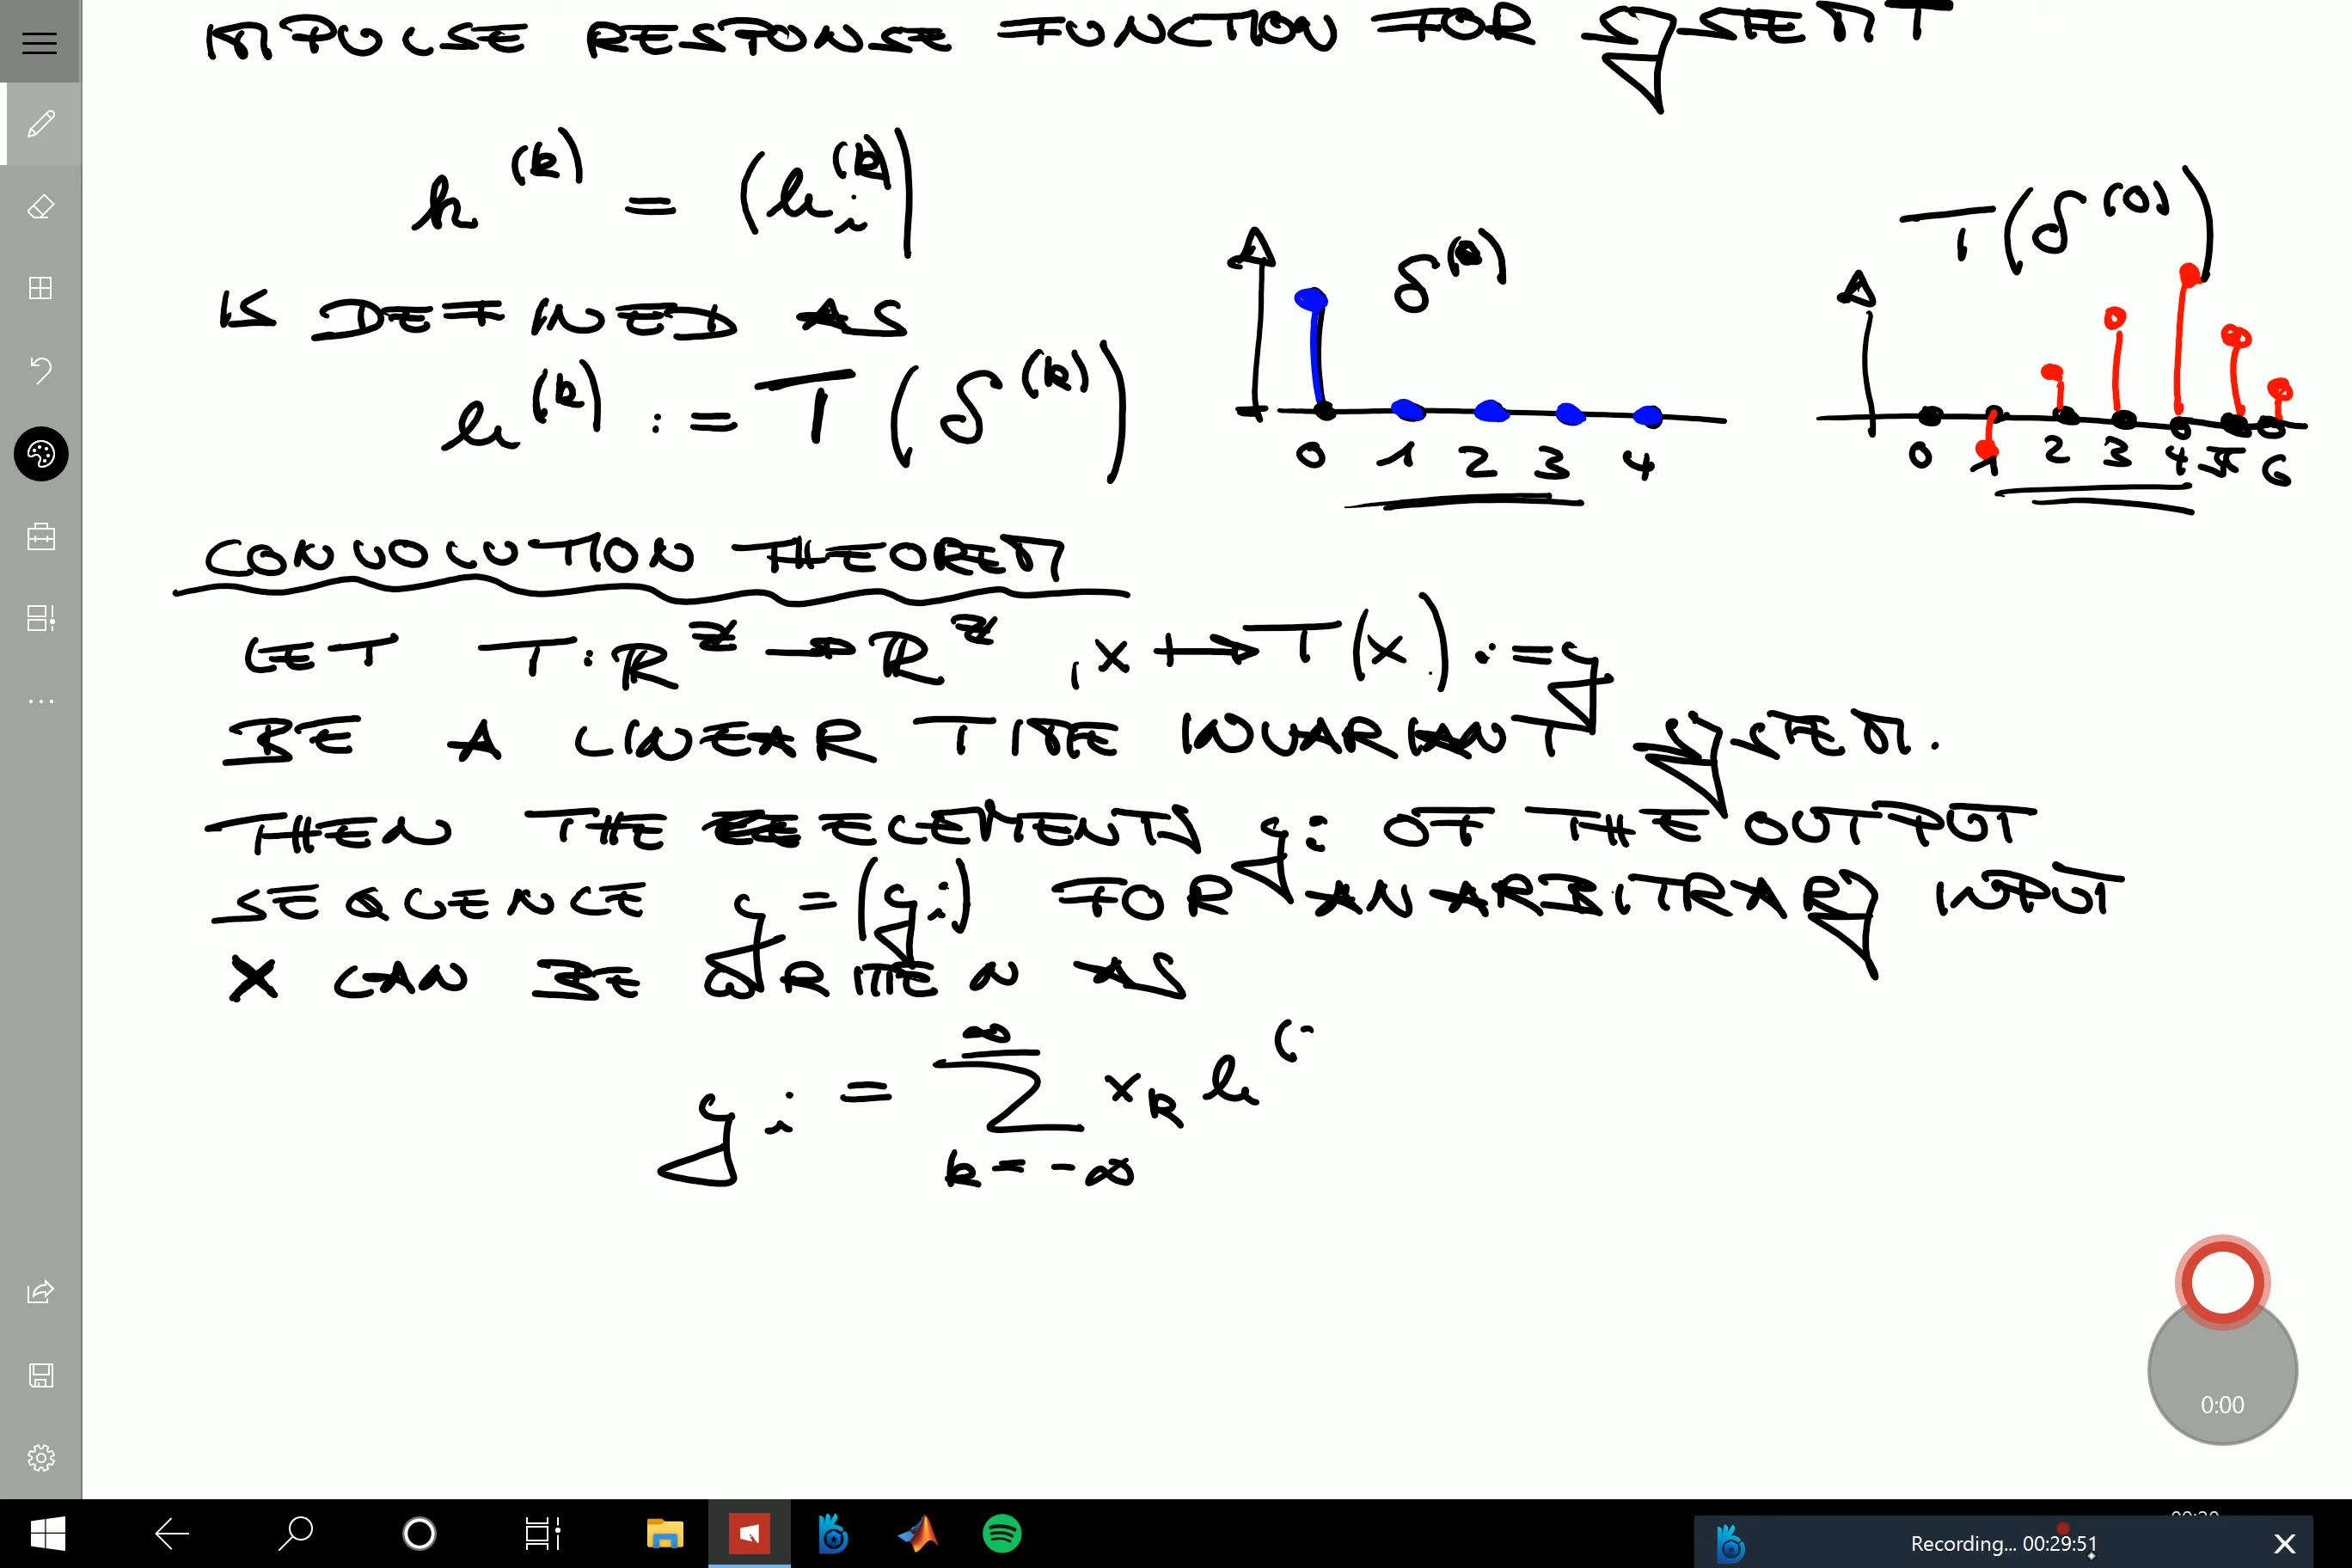 IMPULSE RESPONSE FUNCTION FOR SYSTEM T
h^(k) = (h_i^(k))
IS DEFINED AS
h^(k) := T(δ^(k))
δ^(0)
0 1 2 3 4
T(δ^(0))
0 1 2 3 4 5 6
CONVOLUTION THEOREM
LET T: ℝ^ℤ → ℝ^ℤ, x ↦ T(x) := y
BE A LINEAR TIME INVARIANT SYSTEM.
THEN THE ELEMENTS y_i OF THE OUTPUT
SEQUENCE y = (y_i) FOR AN ARBITRARY INPUT
X CAN BE WRITTEN AS
y_i = ∑_{k=-∞}^{∞} x_k h^(
0:00
Recording... 00:29:51